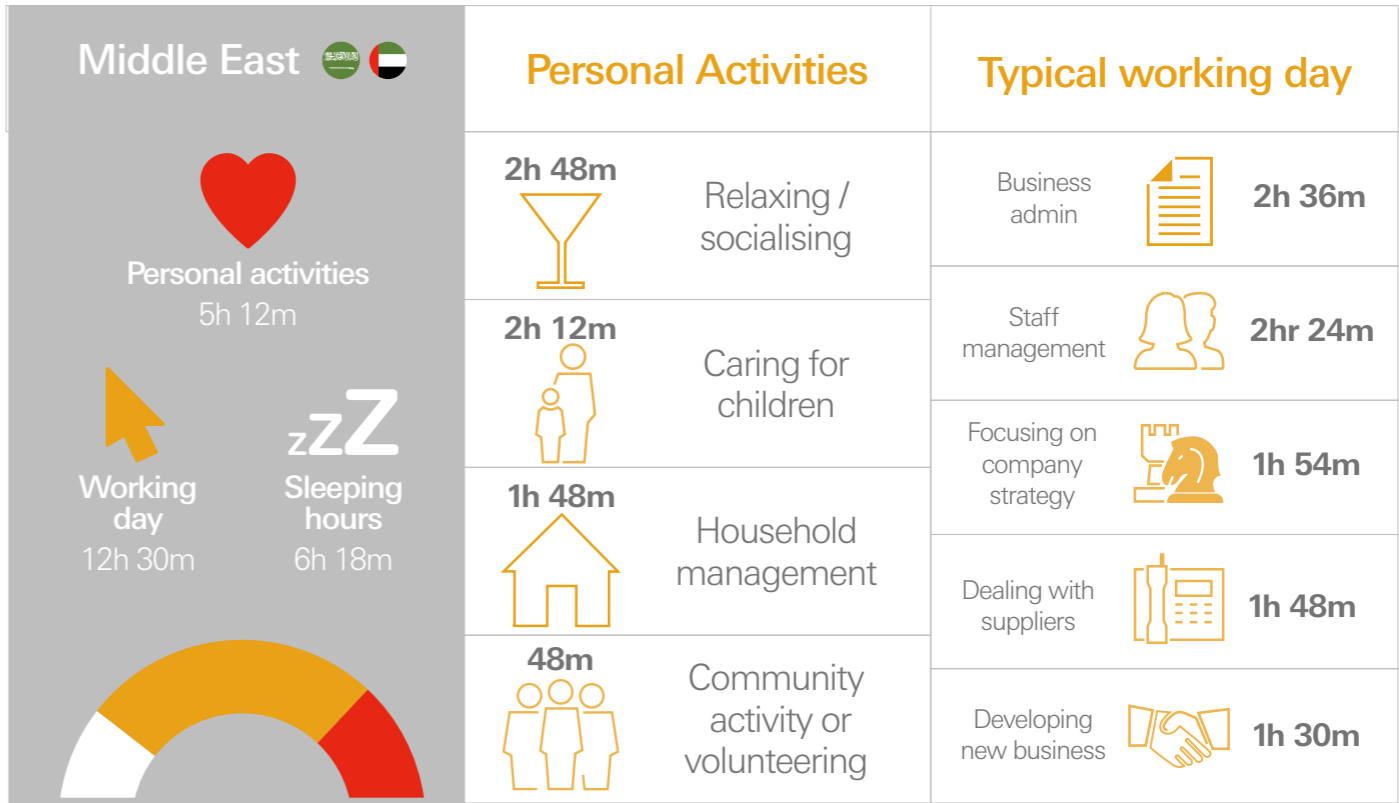 Middle East
Personal activities
5h 12m
Working
day
12h 30m
zZZ
Sleeping
hours
6h 18m
Personal Activities
2h 48m
Relaxing /
socialising
2h 12m
Caring for
children
1h 48m
Household
management
48m
Community
activity or
volunteering
Typical working day
Business
admin
2h 36m
Staff
management
2hr 24m
Focusing on
company
strategy
1h 54m
Dealing with
suppliers
1h 48m
Developing
new business
1h 30m